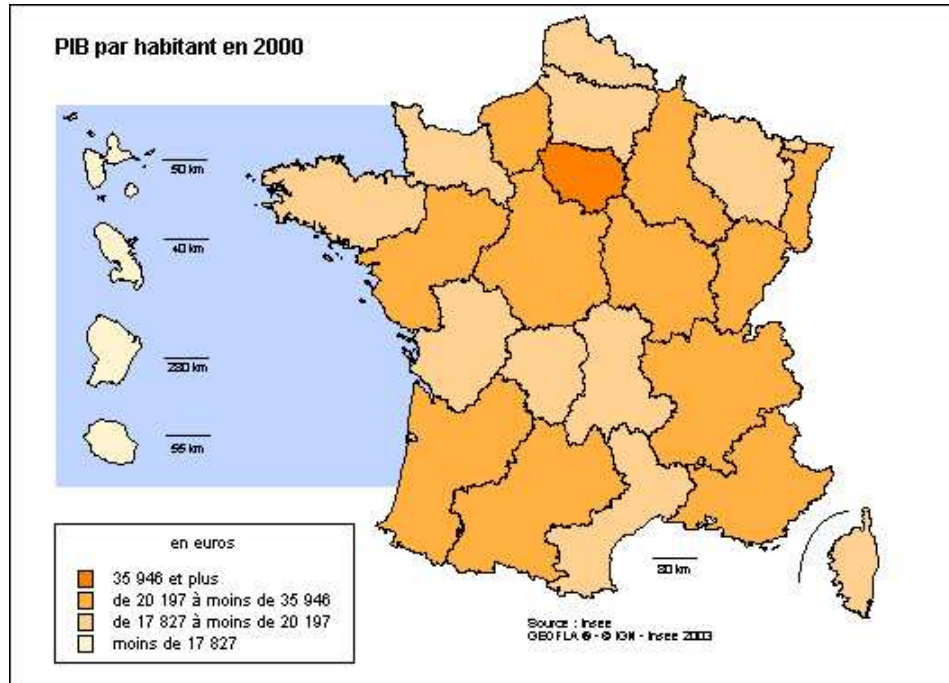 PIB par habitant en 2000
50 km
40 km
280 km
55 km
80 km
en euros
35 946 et plus
de 20 197 à moins de 35 946
de 17 827 à moins de 20 197
moins de 17 827
Source : Insee
GEOFLA ® - © IGN - Insee 2003